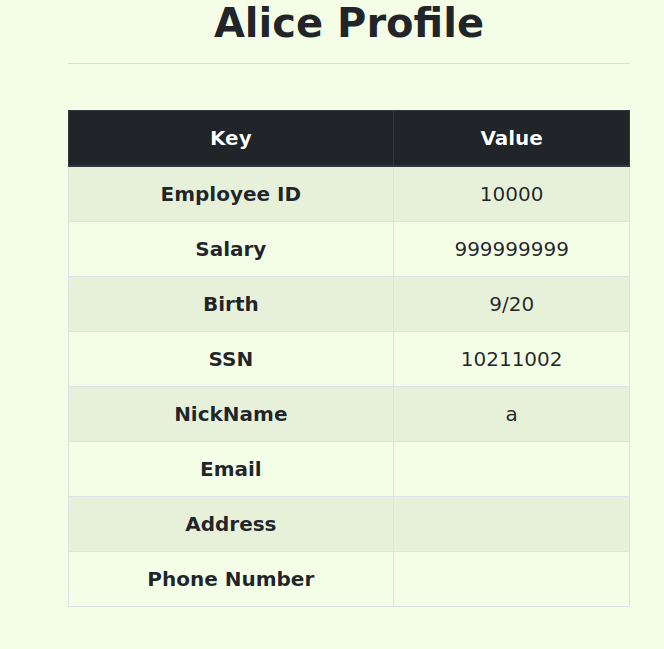 Alice Profile
Key Value
Employee ID 10000
Salary 999999999
Birth 9/20
SSN 10211002
NickName a
Email
Address
Phone Number